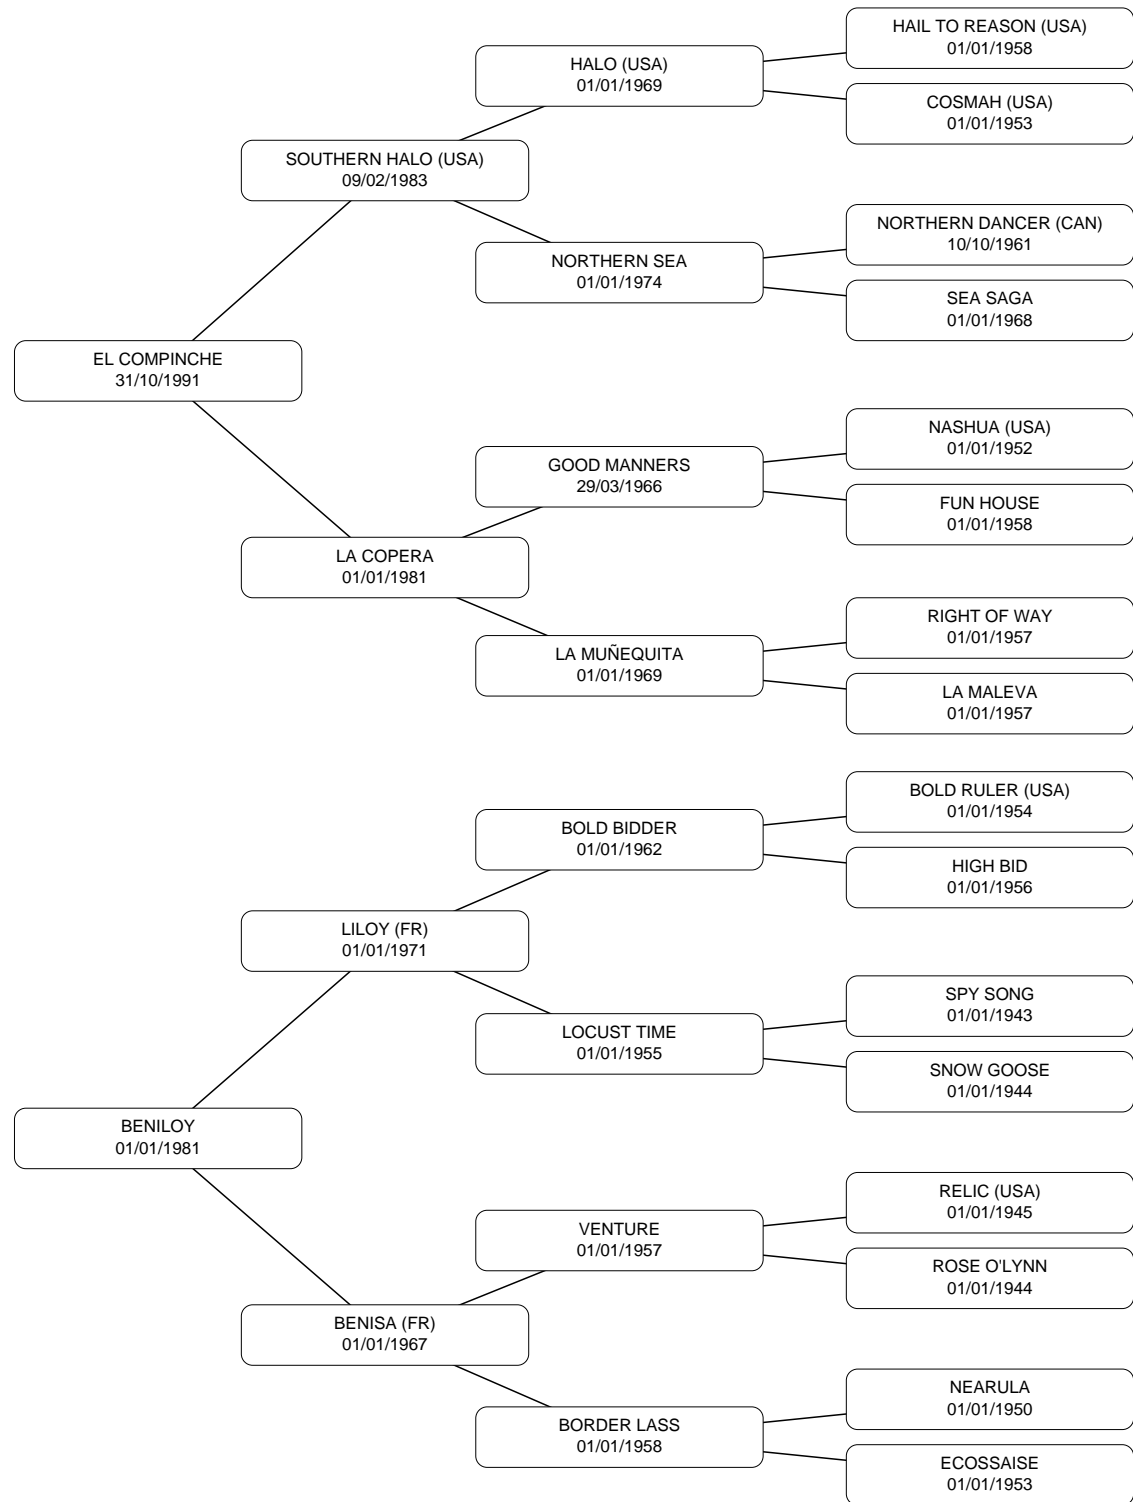 HAIL TO REASON (USA)
01/01/1958
HALO (USA)
01/01/1969
COSMAH (USA)
01/01/1953
SOUTHERN HALO (USA)
09/02/1983
NORTHERN DANCER (CAN)
10/10/1961
NORTHERN SEA
01/01/1974
SEA SAGA
01/01/1968
EL COMPINCHE
31/10/1991
NASHUA (USA)
01/01/1952
GOOD MANNERS
29/03/1966
FUN HOUSE
01/01/1958
LA COPERA
01/01/1981
RIGHT OF WAY
01/01/1957
LA MUÑEQUITA
01/01/1969
LA MALEVA
01/01/1957
BOLD RULER (USA)
01/01/1954
BOLD BIDDER
01/01/1962
HIGH BID
01/01/1956
LILOY (FR)
01/01/1971
SPY SONG
01/01/1943
LOCUST TIME
01/01/1955
SNOW GOOSE
01/01/1944
BENILOY
01/01/1981
RELIC (USA)
01/01/1945
VENTURE
01/01/1957
ROSE O'LYNN
01/01/1944
BENISA (FR)
01/01/1967
NEARULA
01/01/1950
BORDER LASS
01/01/1958
ECOSSAISE
01/01/1953